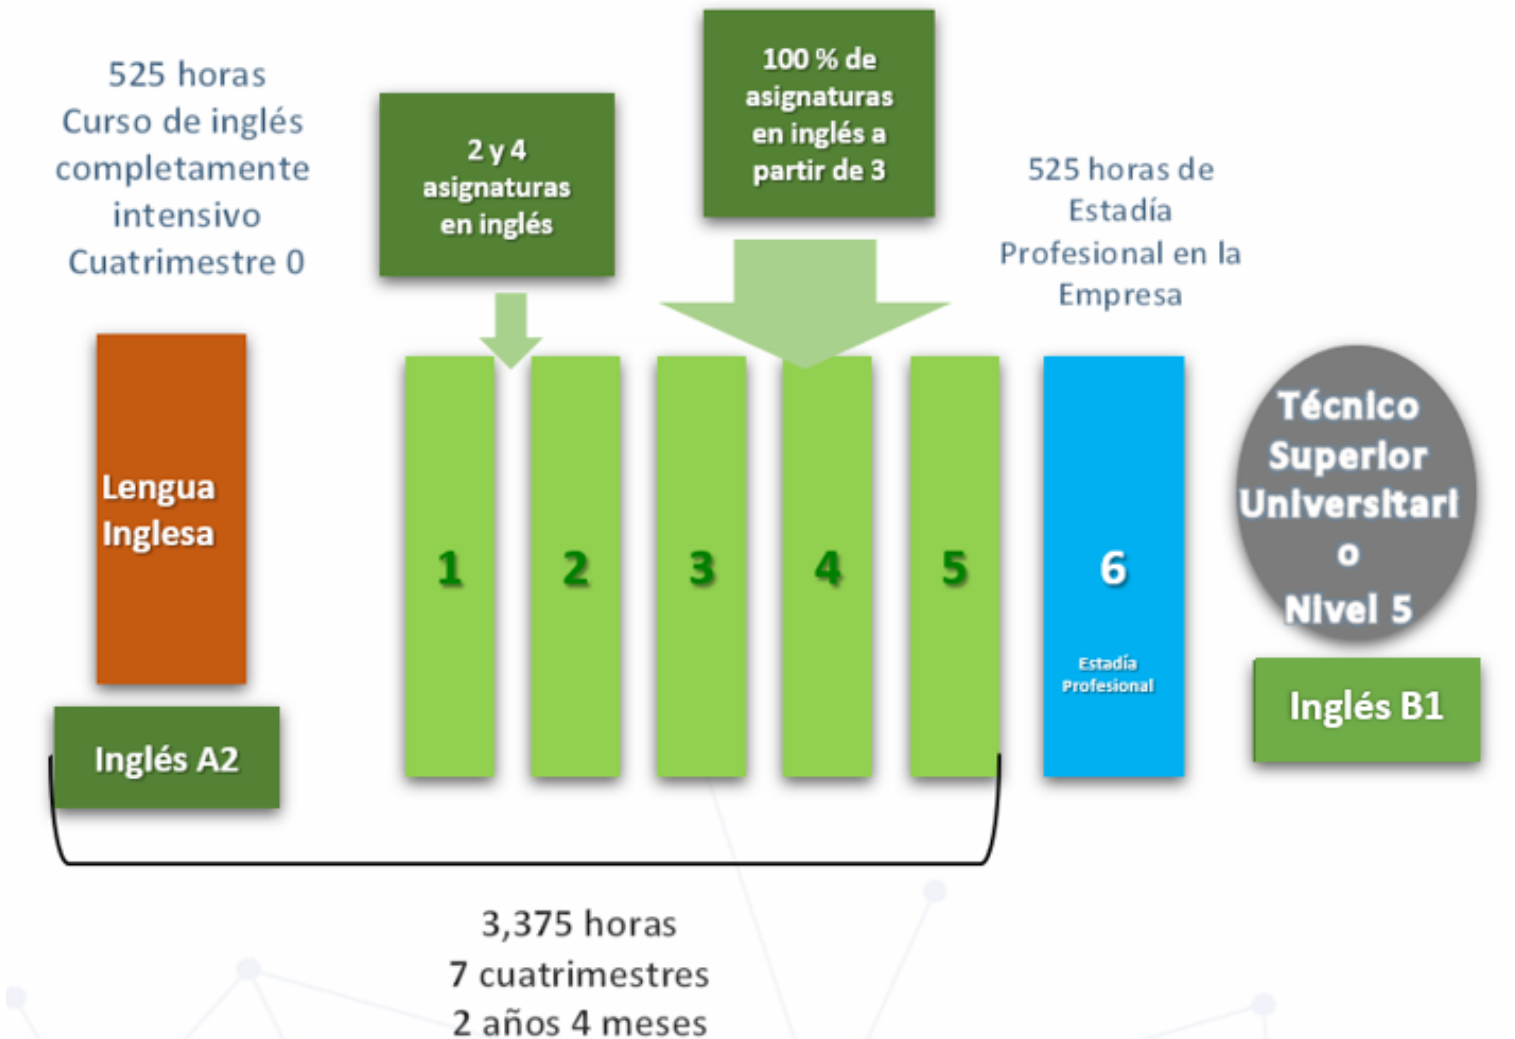 525 horas
Curso de inglés
completamente
intensivo
Cuatrimestre 0
2 y 4
asignaturas
en inglés
100 % de
asignaturas
en inglés a
partir de 3
525 horas de
Estadía
Profesional en la
Empresa
Lengua
Inglesa
Inglés A2
1
2
3
4
5
6
Estadía
Profesional
Técnico
Superior
Universitari
o
Nivel 5
Inglés B1
3,375 horas
7 cuatrimestres
2 años 4 meses